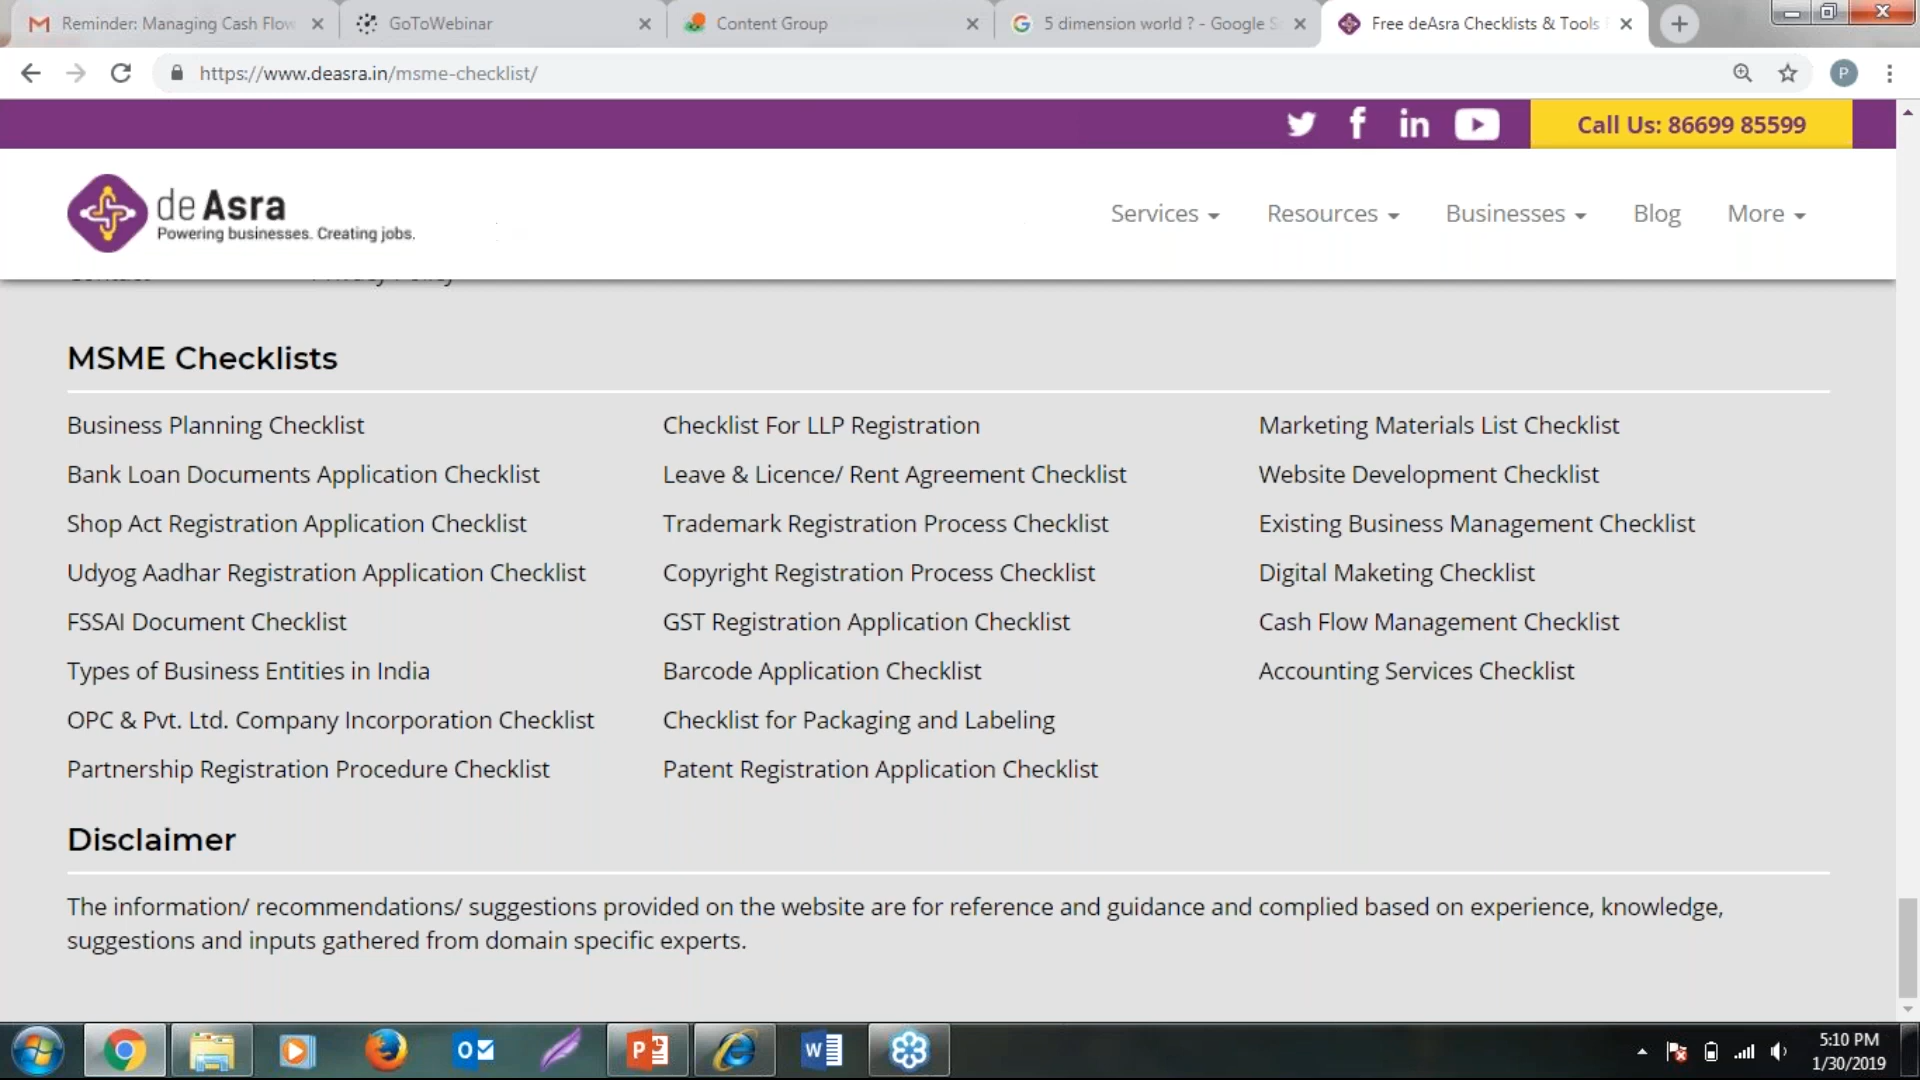 Reminder: Managing Cash Flow
GoToWebinar
Content Group
5 dimension world ? - Google S
Free deAsra Checklists & Tools
https://www.deasra.in/msme-checklist/
P
Call Us: 86699 85599
de Asra
Powering businesses. Creating jobs.
Services
Resources
Businesses
Blog
More
MSME Checklists
Business Planning Checklist
Bank Loan Documents Application Checklist
Shop Act Registration Application Checklist
Udyog Aadhar Registration Application Checklist
FSSAI Document Checklist
Types of Business Entities in India
OPC & Pvt. Ltd. Company Incorporation Checklist
Partnership Registration Procedure Checklist
Checklist For LLP Registration
Leave & Licence/ Rent Agreement Checklist
Trademark Registration Process Checklist
Copyright Registration Process Checklist
GST Registration Application Checklist
Barcode Application Checklist
Checklist for Packaging and Labeling
Patent Registration Application Checklist
Marketing Materials List Checklist
Website Development Checklist
Existing Business Management Checklist
Digital Maketing Checklist
Cash Flow Management Checklist
Accounting Services Checklist
Disclaimer
The information/ recommendations/ suggestions provided on the website are for reference and guidance and complied based on experience, knowledge,
suggestions and inputs gathered from domain specific experts.
5:10 PM
1/30/2019